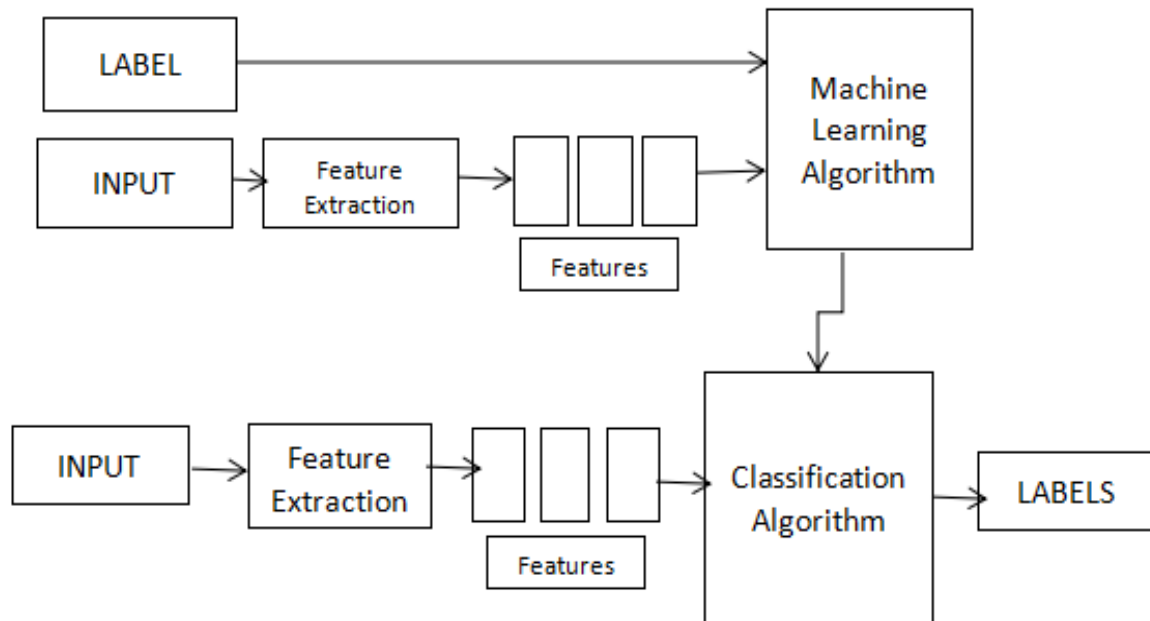 LABEL
Machine
Learning
Algorithm
INPUT
Feature
Extraction
Features
INPUT
Feature
Extraction
Features
Classification
Algorithm
LABELS